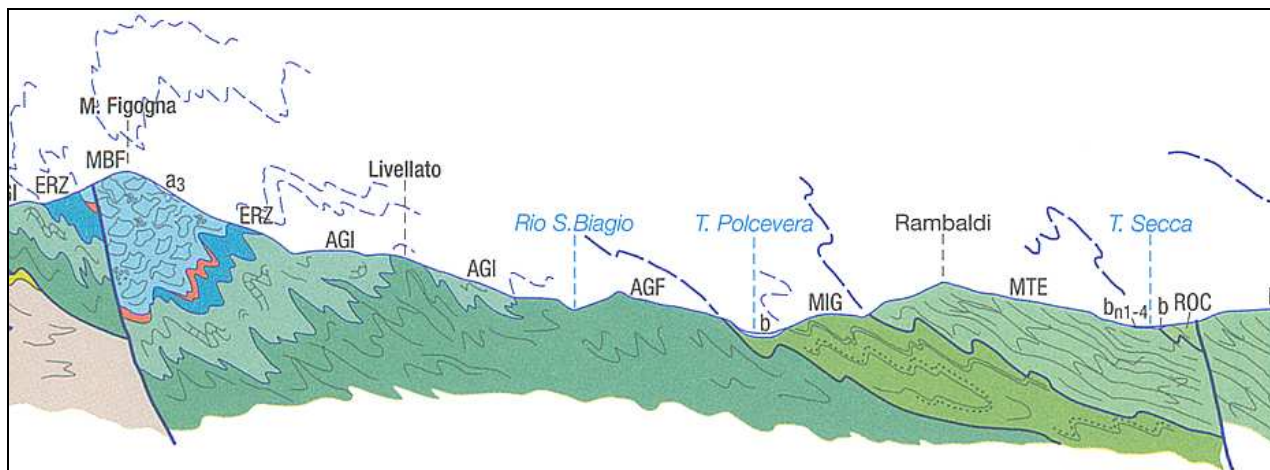 M. Figogna
MBF
ERZ
a3
ERZ
AGI
Livellato
AGI
Rio S.Biagio
AGF
T. Polcevera
b
MIG
Rambaldi
MTE
T. Secca
bn1-4
b
ROC